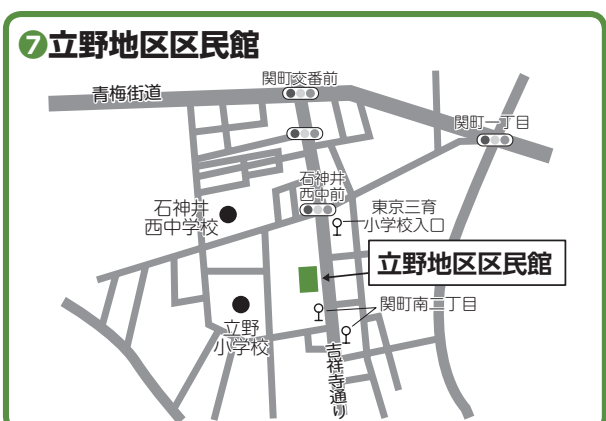 ❼立野地区区民館
関町交番前
青梅街道
関町一丁目
石神井
西中前
石神井
西中学校
東京三育
小学校入口
立野地区区民館
関町南二丁目
立野
小学校
吉祥寺通り